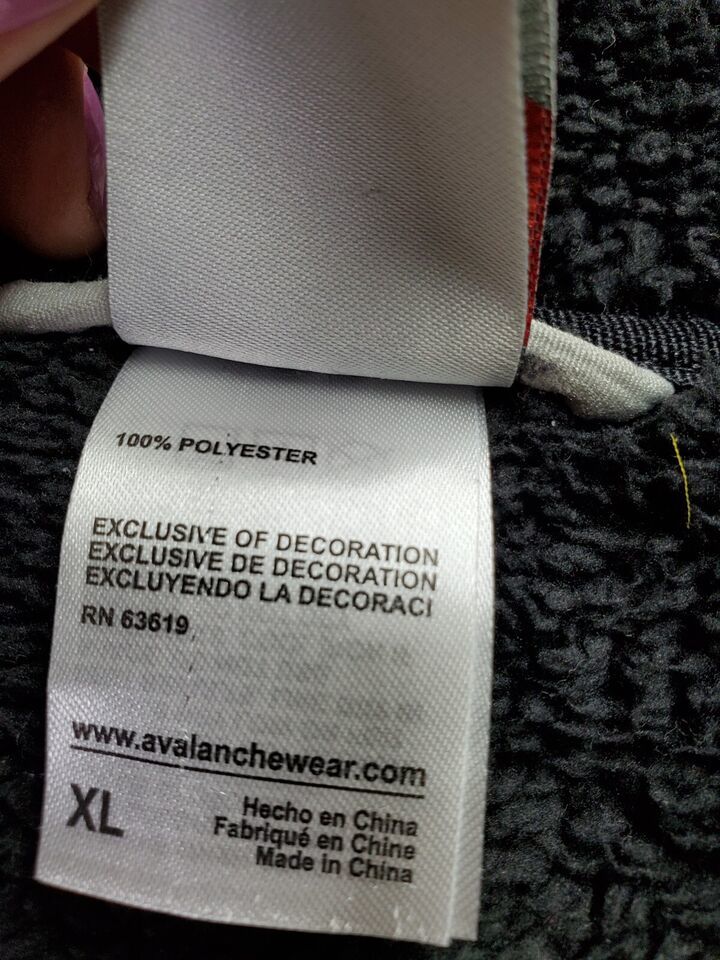 100% POLYESTER
EXCLUSIVE OF DECORATION
EXCLUSIVE DE DECORATION
EXCLUYENDO LA DECORACI
RN 63619
www.avalanchewear.com
XL
Hecho en China
Fabriqué en Chine
Made in China